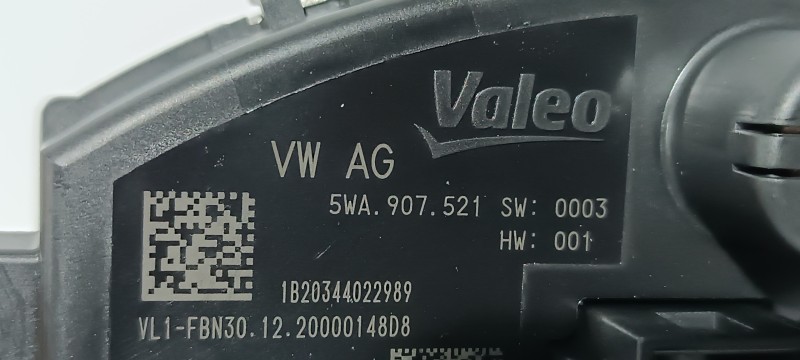 Valeo
VW AG
5WA.907.521 SW: 0003
HW: 001
1B20344022989
VL1-FBN30.12.20000148D8